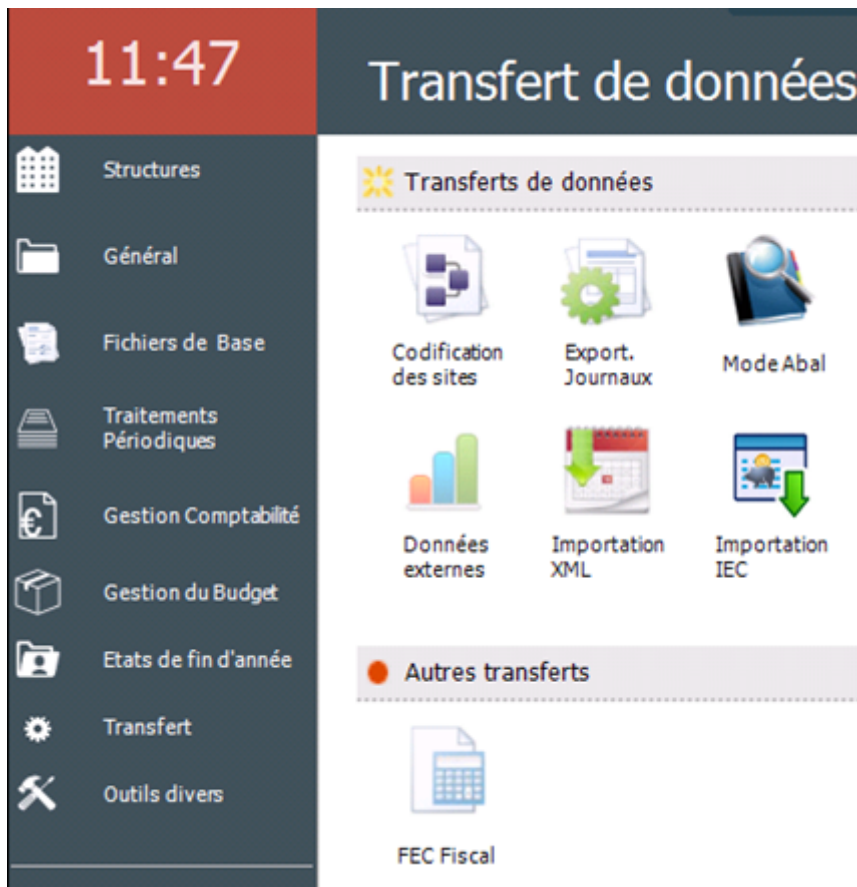 11:47
Transfert de données
Structures
Général
Fichiers de Base
Traitements
Périodiques
Gestion Comptabilité
Gestion du Budget
Etats de fin d'année
Transfert
Outils divers
Transferts de données
Codification
des sites
Export.
Journaux
Mode Abal
Données
externes
Importation
XML
Importation
IEC
Autres transferts
FEC Fiscal